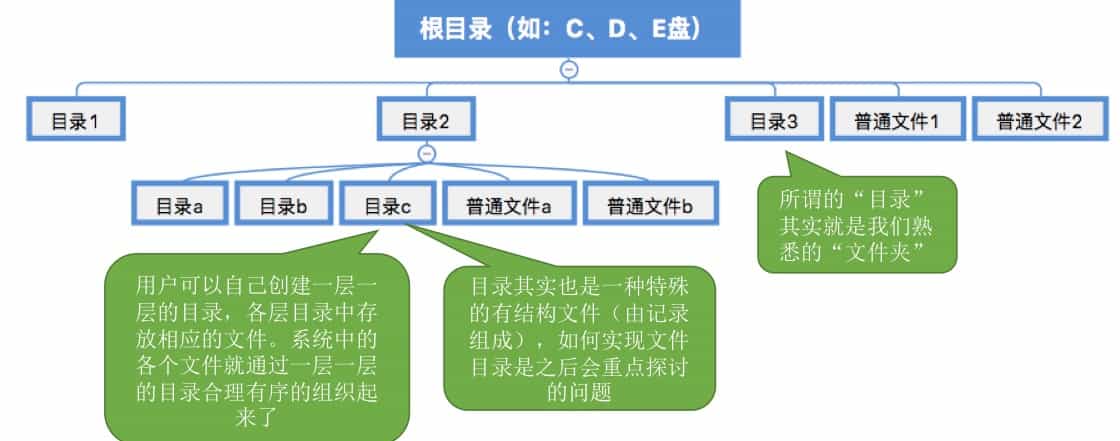 根目录（如：C、D、E盘）
目录1
目录2
目录3
普通文件1
普通文件2
目录a
目录b
目录c
普通文件a
普通文件b
所谓的“目录”
其实就是我们熟
悉的“文件夹”
用户可以自己创建一层一
层的目录，各层目录中存
放相应的文件。系统中的
各个文件就通过一层一层
的目录合理有序的组织起
来了
目录其实也是一种特殊
的有结构文件（由记录
组成），如何实现文件
目录是之后会重点探讨
的问题